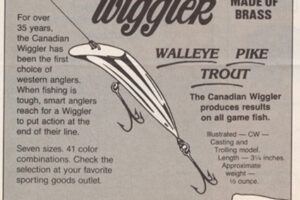 Wiggler
MADE OF
BRASS
For over
35 years,
the Canadian
Wiggler has
been the first
choice of
western anglers.
When fishing is
tough, smart anglers
reach for a Wiggler
to put action at the
end of their line.
Seven sizes. 41 color
combinations. Check the
selection at your favorite
sporting goods outlet.
WALLEYE PIKE
TROUT
The Canadian Wiggler
produces results
on all game fish.
Illustrated — CW —
Casting and
Trolling model.
Length — 3¼ inches.
Approximate
weight —
½ ounce.